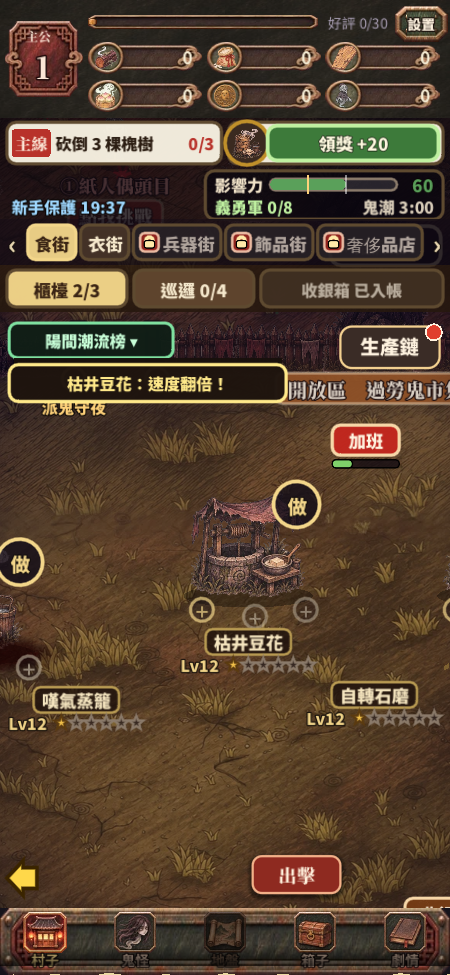 主公
1
好評 0/30
設置
0
0
0
0
0
0
主線 砍倒 3 棵槐樹 0/3
領獎 +20
①紙人偶頭目
影響力 60
新手保護 19:37
義勇軍 0/8
鬼潮 3:00
‹ 食街 衣街 兵器街 飾品街 奢侈品店 ›
櫃檯 2/3
巡邏 0/4
收銀箱 已入帳
陽間潮流榜 ▾
生產鏈
枯井豆花：速度翻倍！
開放區 過勞鬼市
派鬼守夜
加班
做
做
枯井豆花
Lv12 ★☆☆☆☆☆
嘆氣蒸籠
Lv12 ★☆☆☆☆☆
自轉石磨
Lv12 ★☆☆☆☆☆
出擊
村子
鬼怪
地盤
箱子
劇情